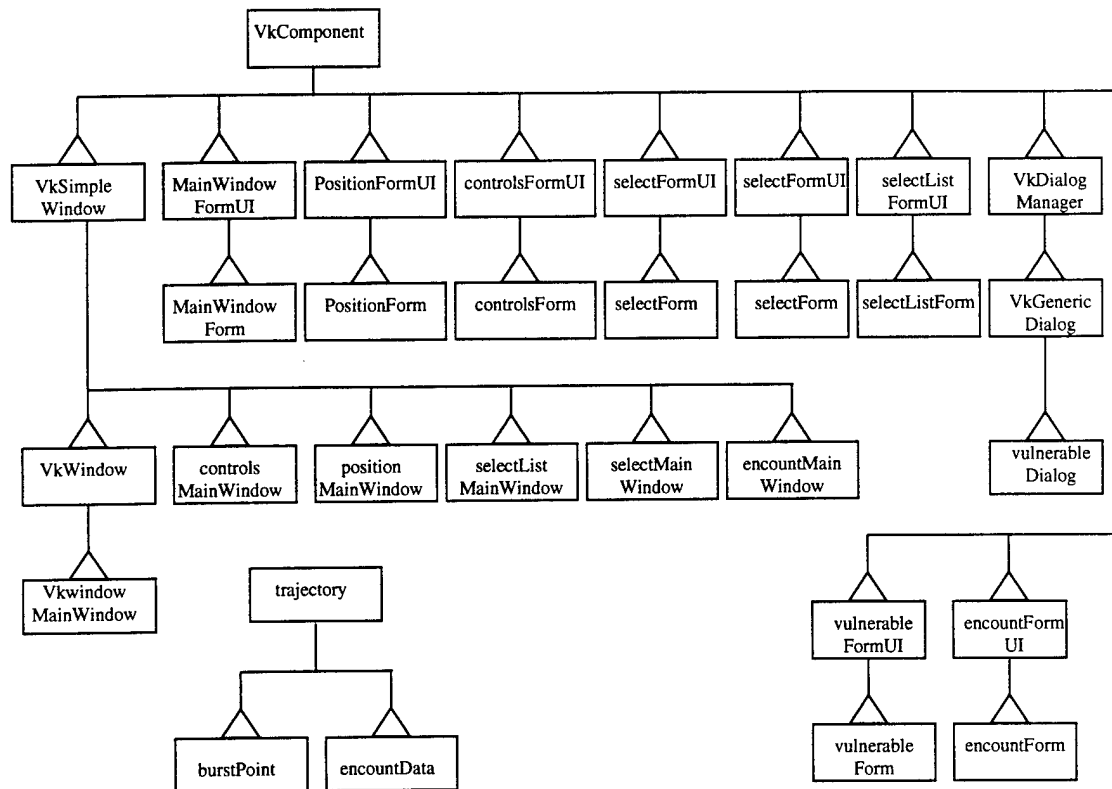 VkComponent
VkSimple
Window
MainWindow
FormUI
PositionFormUI
controlsFormUI
selectFormUI
selectFormUI
selectList
FormUI
VkDialog
Manager
MainWindow
Form
PositionForm
controlsForm
selectForm
selectForm
selectListForm
VkGeneric
Dialog
VkWindow
controls
MainWindow
position
MainWindow
selectList
MainWindow
selectMain
Window
encountMain
Window
vulnerable
Dialog
Vkwindow
MainWindow
trajectory
vulnerable
FormUI
encountForm
UI
burstPoint
encountData
vulnerable
Form
encountForm